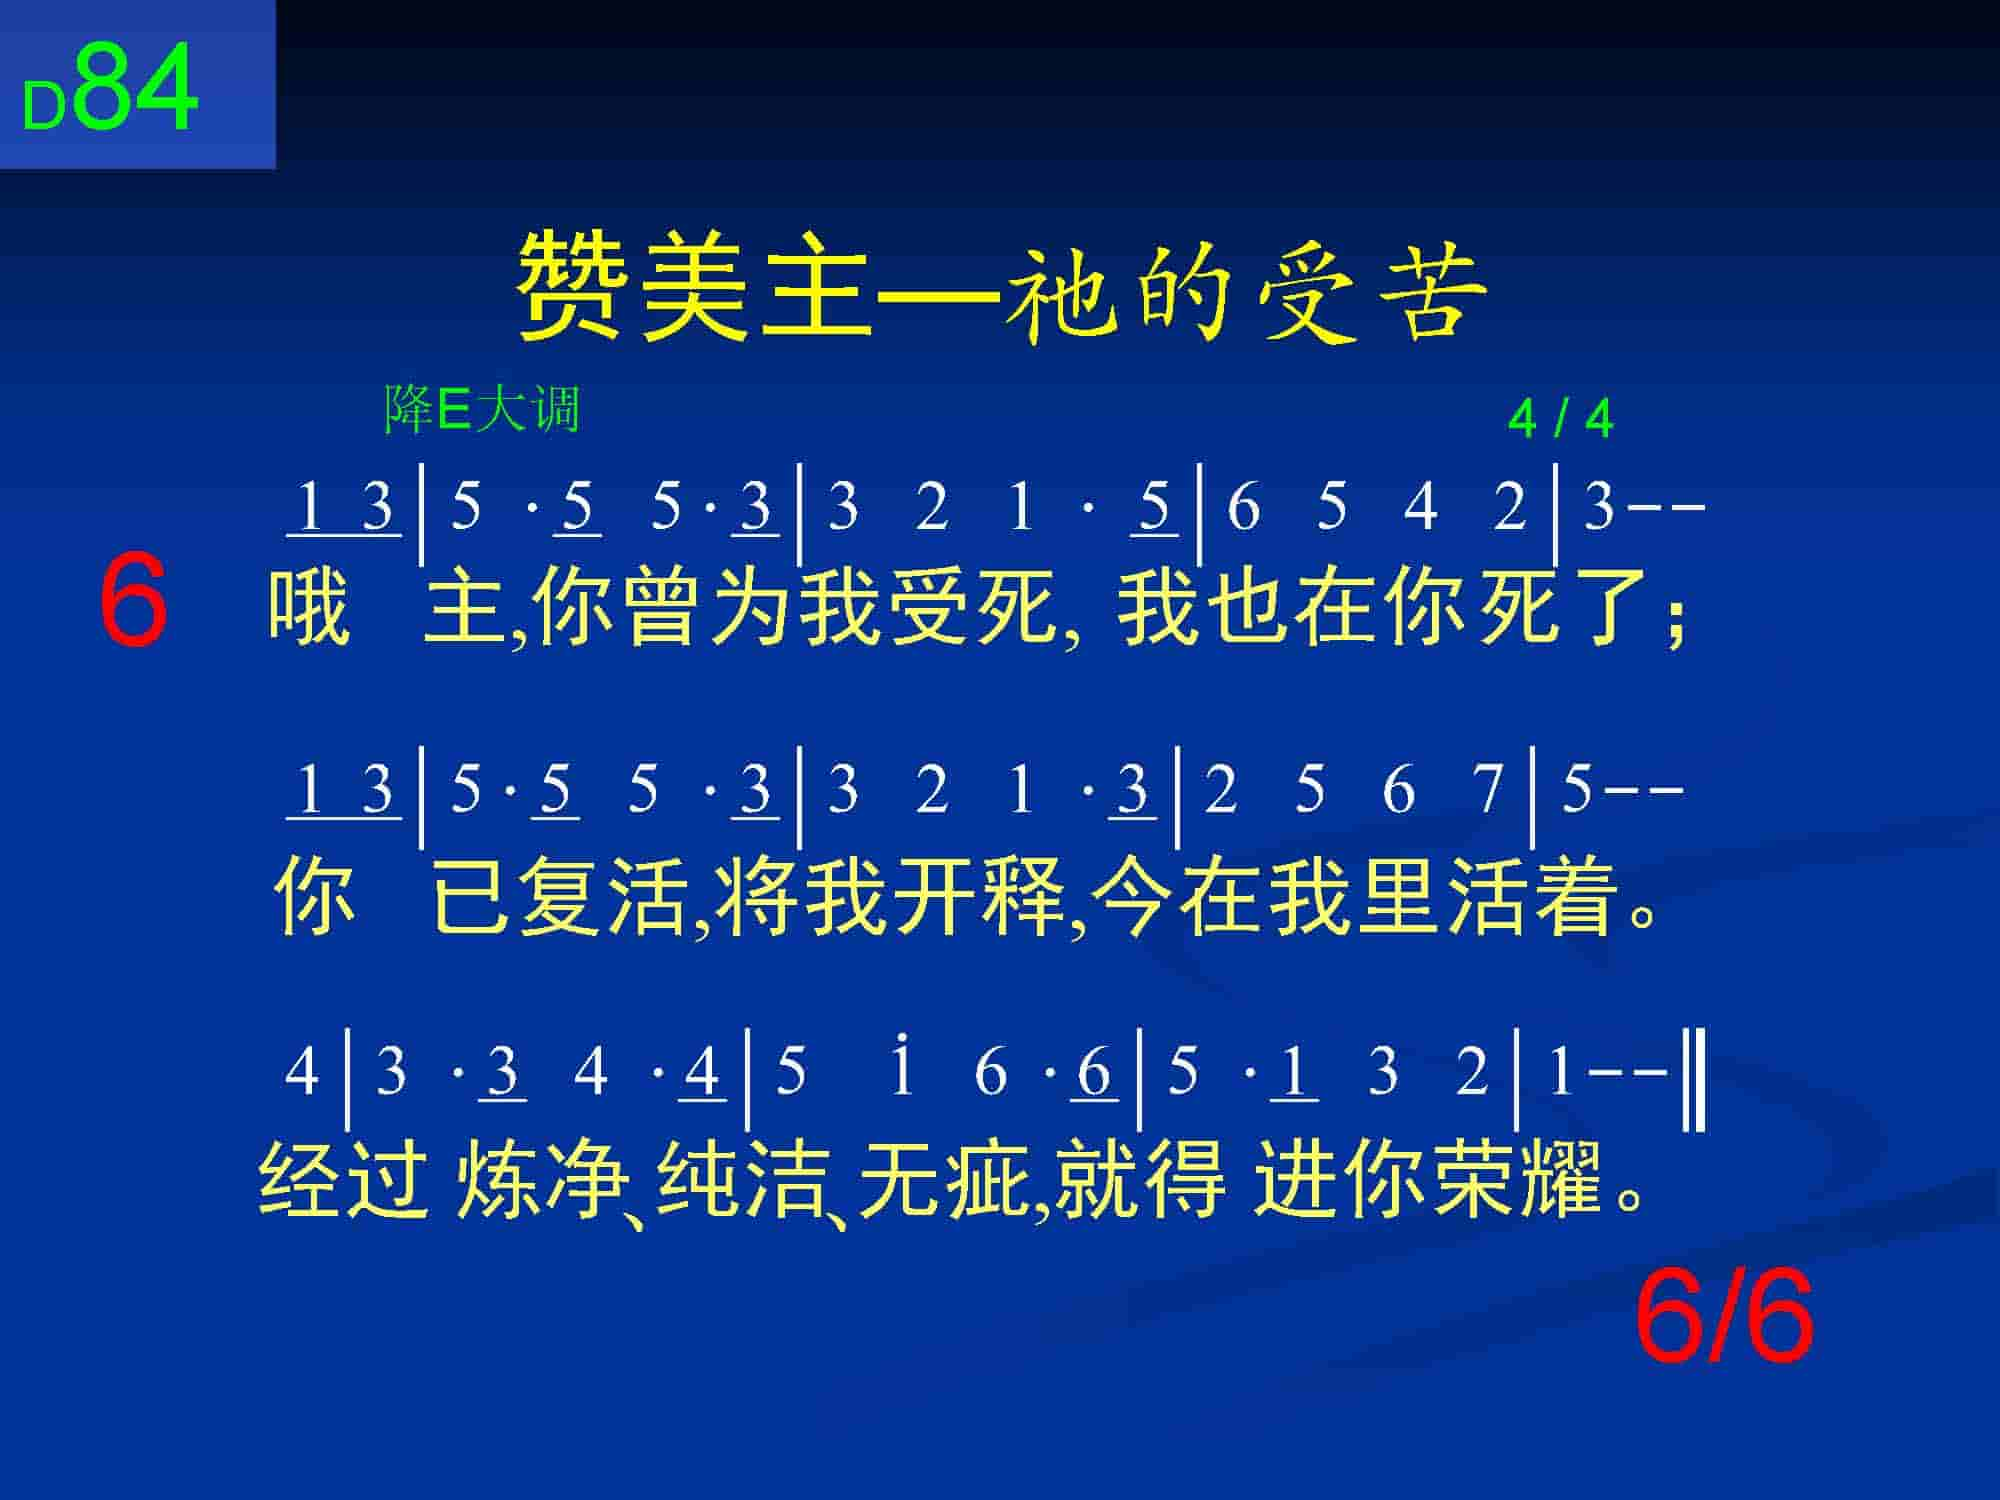 D84
赞美主—祂的受苦
降E大调 4 / 4
1 3 | 5 · 5 5 · 3 | 3 2 1 · 5 | 6 5 4 2 | 3--
6 哦 主,你曾为我受死, 我也在你死了;
1 3 | 5 · 5 5 · 3 | 3 2 1 · 3 | 2 5 6 7 | 5--
你 已复活,将我开释,今在我里活着。
4 | 3 · 3 4 · 4 | 5 i 6 · 6 | 5 · 1 3 2 | 1--‖
经过 炼净、纯洁、无疵,就得 进你荣耀。
6/6